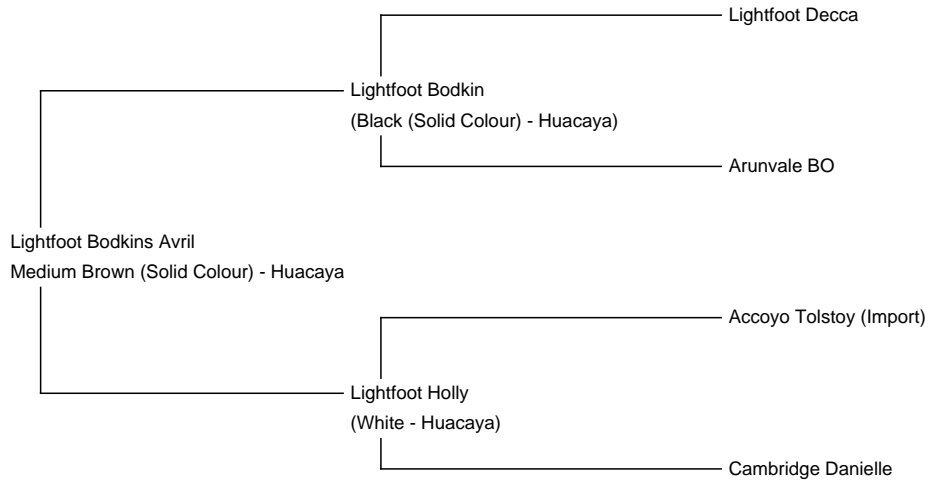 Lightfoot Decca
Lightfoot Bodkin
(Black (Solid Colour) - Huacaya)
Arunvale BO
Lightfoot Bodkins Avril
Medium Brown (Solid Colour) - Huacaya
Accoyo Tolstoy (Import)
Lightfoot Holly
(White - Huacaya)
Cambridge Danielle